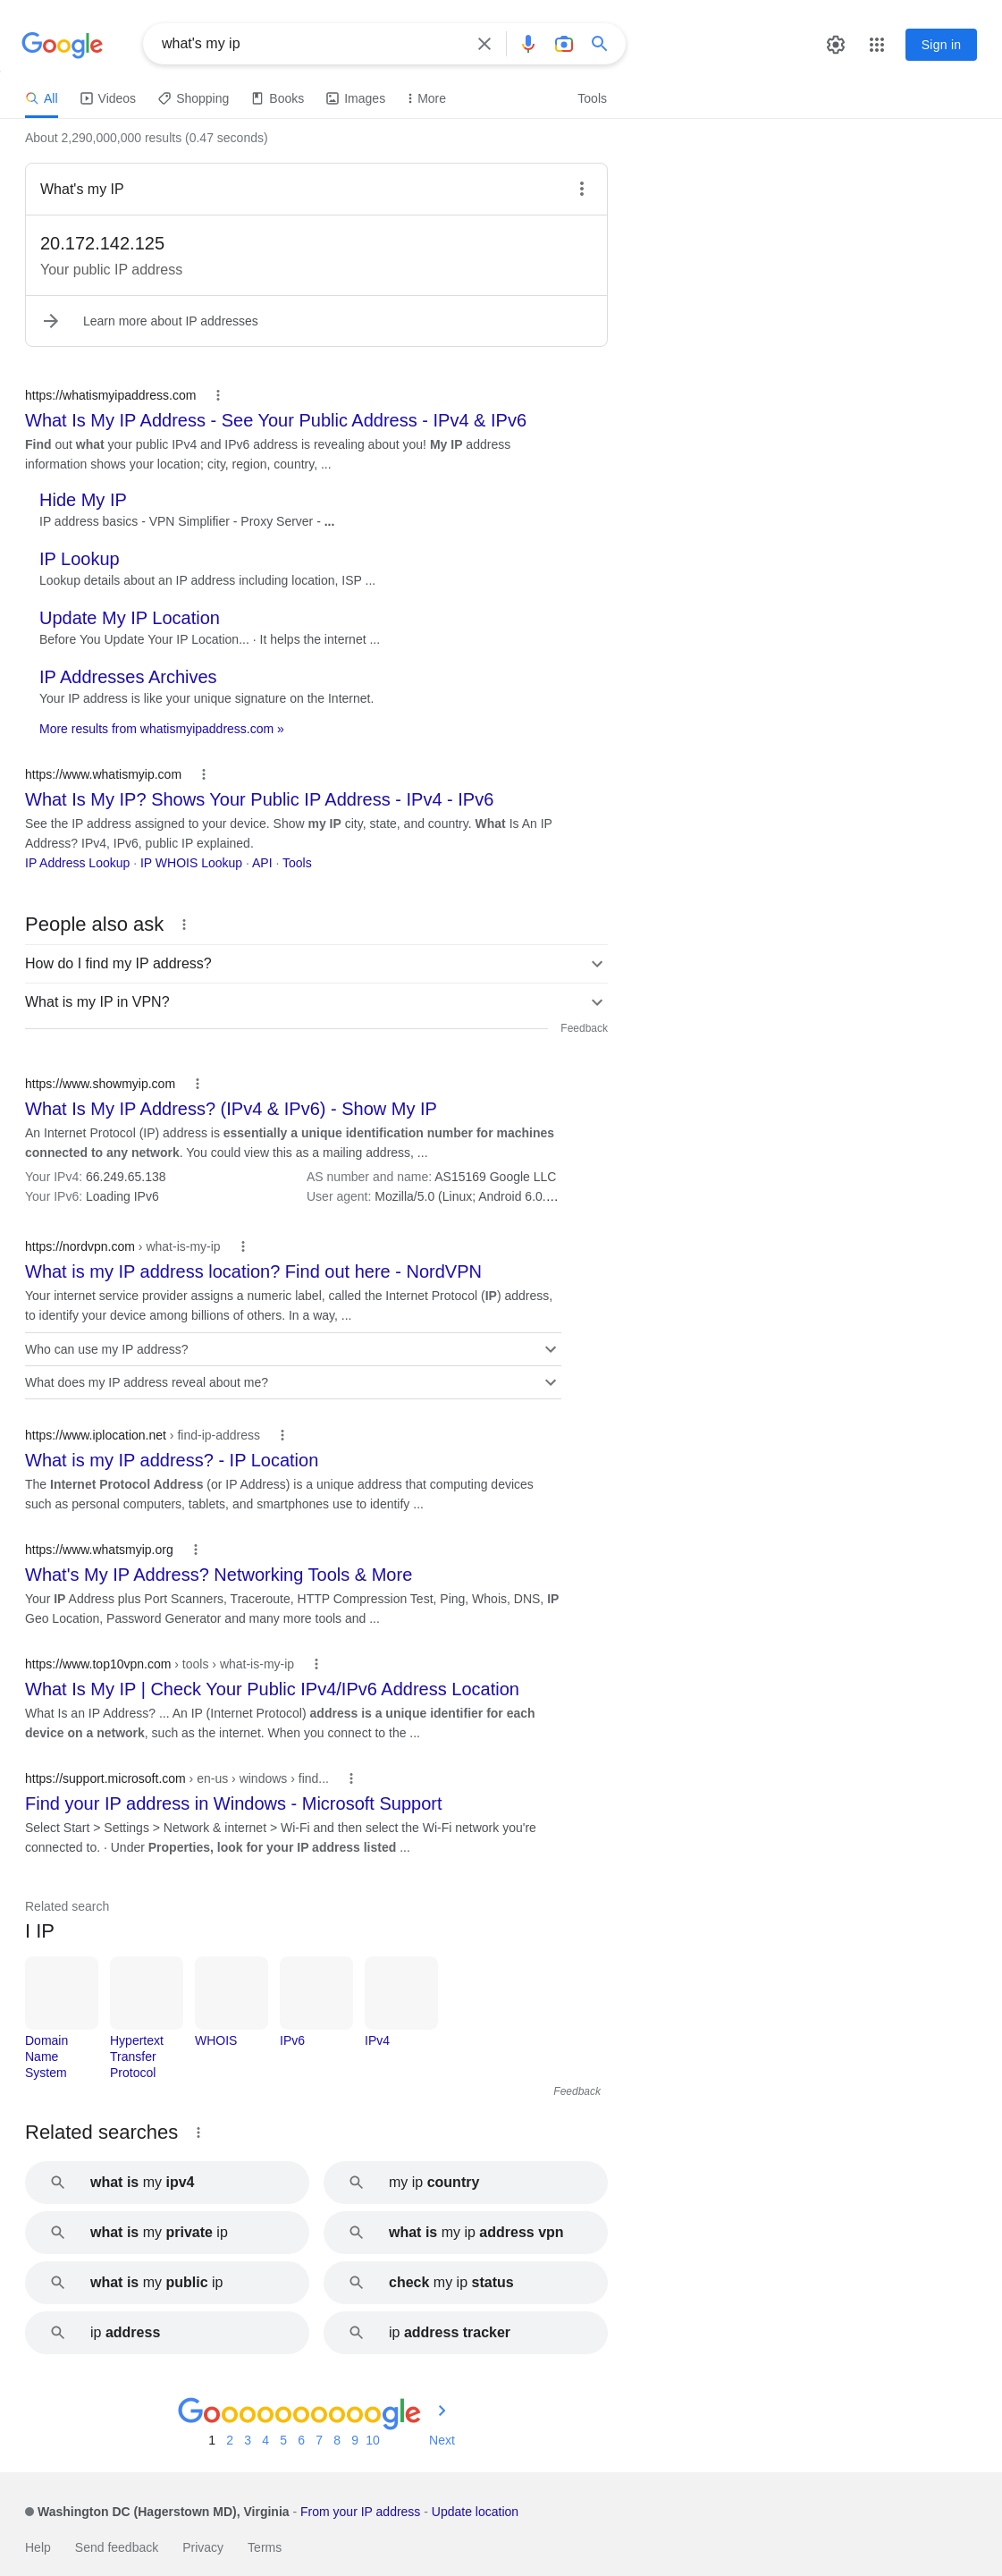 Google
what's my ip
Sign in
All
Videos
Shopping
Books
Images
More
Tools
About 2,290,000,000 results (0.47 seconds)
What's my IP
20.172.142.125
Your public IP address
Learn more about IP addresses
https://whatismyipaddress.com
What Is My IP Address - See Your Public Address - IPv4 & IPv6
Find out what your public IPv4 and IPv6 address is revealing about you! My IP address
information shows your location; city, region, country, ...
Hide My IP
IP address basics - VPN Simplifier - Proxy Server - ...
IP Lookup
Lookup details about an IP address including location, ISP ...
Update My IP Location
Before You Update Your IP Location... · It helps the internet ...
IP Addresses Archives
Your IP address is like your unique signature on the Internet.
More results from whatismyipaddress.com »
https://www.whatismyip.com
What Is My IP? Shows Your Public IP Address - IPv4 - IPv6
See the IP address assigned to your device. Show my IP city, state, and country. What Is An IP
Address? IPv4, IPv6, public IP explained.
IP Address Lookup · IP WHOIS Lookup · API · Tools
People also ask
How do I find my IP address?
What is my IP in VPN?
Feedback
https://www.showmyip.com
What Is My IP Address? (IPv4 & IPv6) - Show My IP
An Internet Protocol (IP) address is essentially a unique identification number for machines
connected to any network. You could view this as a mailing address, ...
Your IPv4: 66.249.65.138
AS number and name: AS15169 Google LLC
Your IPv6: Loading IPv6
User agent: Mozilla/5.0 (Linux; Android 6.0....
https://nordvpn.com › what-is-my-ip
What is my IP address location? Find out here - NordVPN
Your internet service provider assigns a numeric label, called the Internet Protocol (IP) address,
to identify your device among billions of others. In a way, ...
Who can use my IP address?
What does my IP address reveal about me?
https://www.iplocation.net › find-ip-address
What is my IP address? - IP Location
The Internet Protocol Address (or IP Address) is a unique address that computing devices
such as personal computers, tablets, and smartphones use to identify ...
https://www.whatsmyip.org
What's My IP Address? Networking Tools & More
Your IP Address plus Port Scanners, Traceroute, HTTP Compression Test, Ping, Whois, DNS, IP
Geo Location, Password Generator and many more tools and ...
https://www.top10vpn.com › tools › what-is-my-ip
What Is My IP | Check Your Public IPv4/IPv6 Address Location
What Is an IP Address? ... An IP (Internet Protocol) address is a unique identifier for each
device on a network, such as the internet. When you connect to the ...
https://support.microsoft.com › en-us › windows › find...
Find your IP address in Windows - Microsoft Support
Select Start > Settings > Network & internet > Wi-Fi and then select the Wi-Fi network you're
connected to. · Under Properties, look for your IP address listed ...
Related search
I IP
Domain
Name
System
Hypertext
Transfer
Protocol
WHOIS
IPv6
IPv4
Feedback
Related searches
what is my ipv4
my ip country
what is my private ip
what is my ip address vpn
what is my public ip
check my ip status
ip address
ip address tracker
Goooooooooogle
1 2 3 4 5 6 7 8 9 10 Next
Washington DC (Hagerstown MD), Virginia - From your IP address - Update location
Help Send feedback Privacy Terms